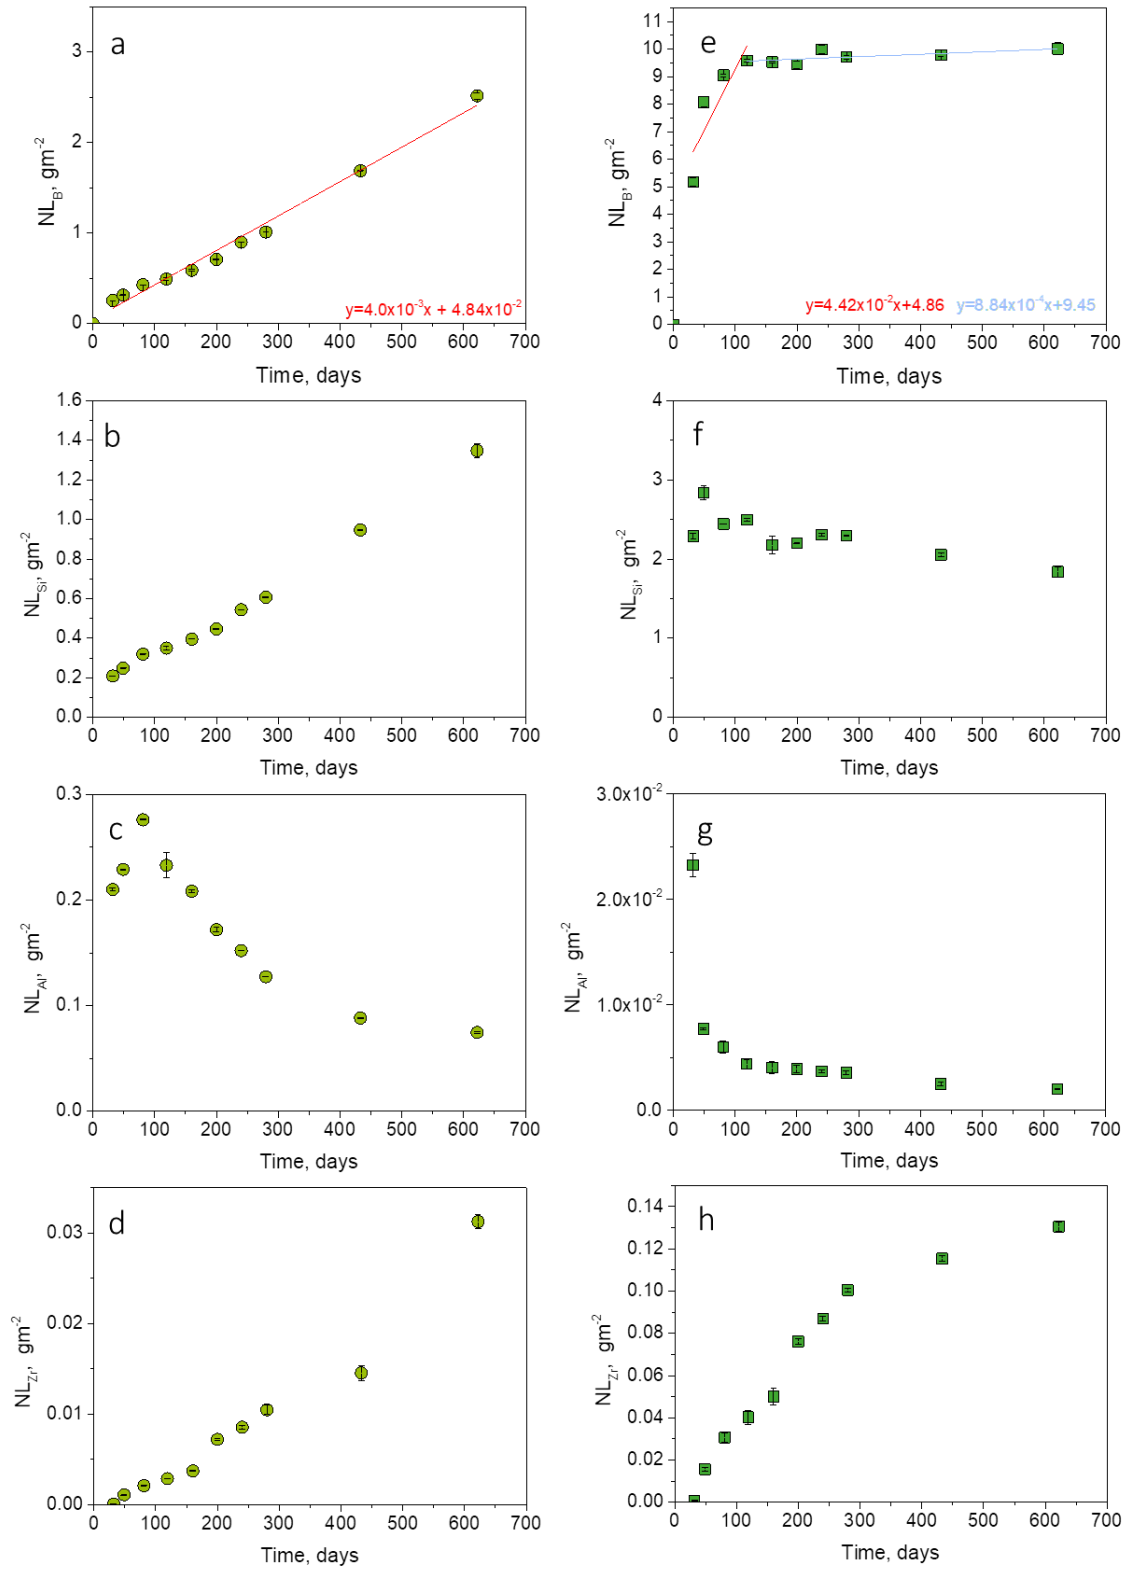 a
3
2
1
0
NL_B, gm⁻²
y=4.0x10⁻³x + 4.84x10⁻²
0 100 200 300 400 500 600 700
Time, days
e
11
10
9
8
7
6
5
4
3
2
1
0
NL_B, gm⁻²
y=4.42x10⁻²x+4.86 y=8.84x10⁻⁴x+9.45
0 100 200 300 400 500 600 700
Time, days
b
1.6
1.4
1.2
1.0
0.8
0.6
0.4
0.2
0.0
NL_Si, gm⁻²
0 100 200 300 400 500 600 700
Time, days
f
4
3
2
1
0
NL_Si, gm⁻²
0 100 200 300 400 500 600 700
Time, days
c
0.3
0.2
0.1
0.0
NL_Al, gm⁻²
0 100 200 300 400 500 600 700
Time, days
g
3.0x10⁻²
2.0x10⁻²
1.0x10⁻²
0.0
NL_Al, gm⁻²
0 100 200 300 400 500 600 700
Time, days
d
0.03
0.02
0.01
0.00
NL_Zr, gm⁻²
0 100 200 300 400 500 600 700
Time, days
h
0.14
0.12
0.10
0.08
0.06
0.04
0.02
0.00
NL_Zr, gm⁻²
0 100 200 300 400 500 600 700
Time, days